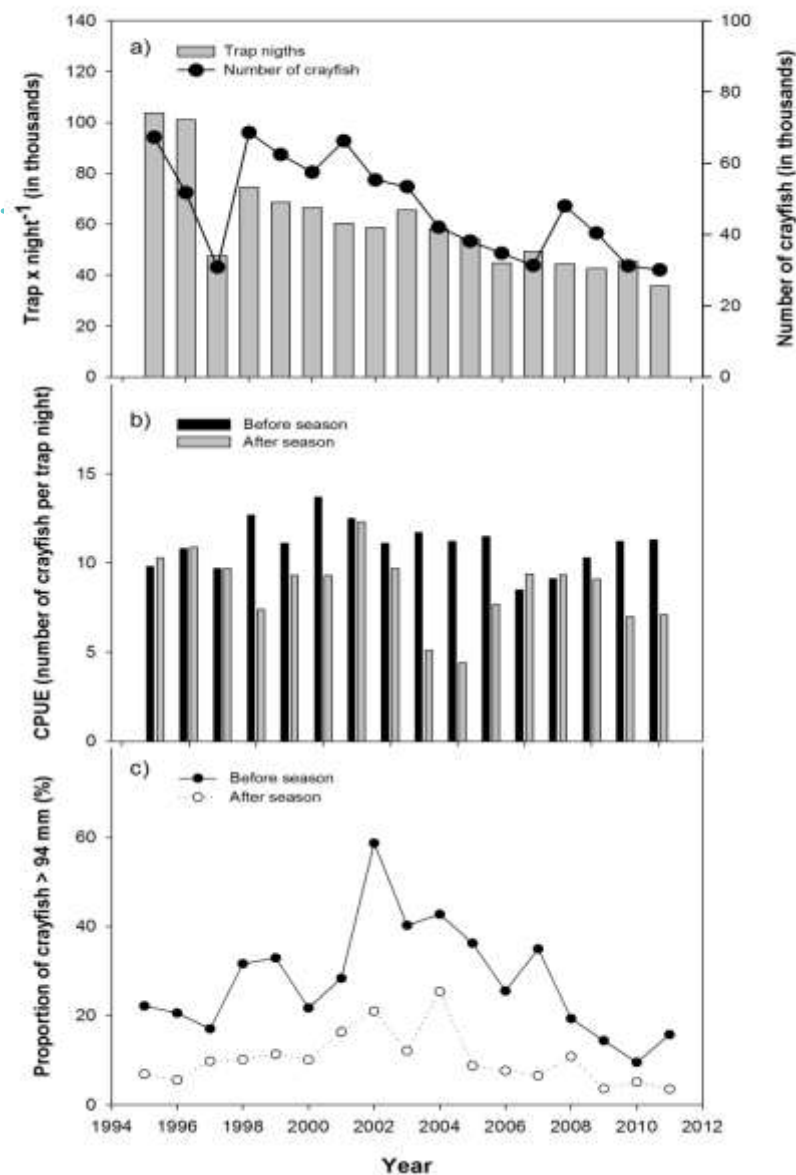 a)
Trap nigths
Number of crayfish
Trap x night-1 (in thousands)
140
120
100
80
60
40
20
0
Number of crayfish (in thousands)
100
80
60
40
20
0
b)
Before season
After season
CPUE (number of crayfish per trap night)
15
10
5
0
c)
Before season
After season
Proportion of crayfish > 94 mm (%)
60
40
20
0
1994 1996 1998 2000 2002 2004 2006 2008 2010 2012
Year